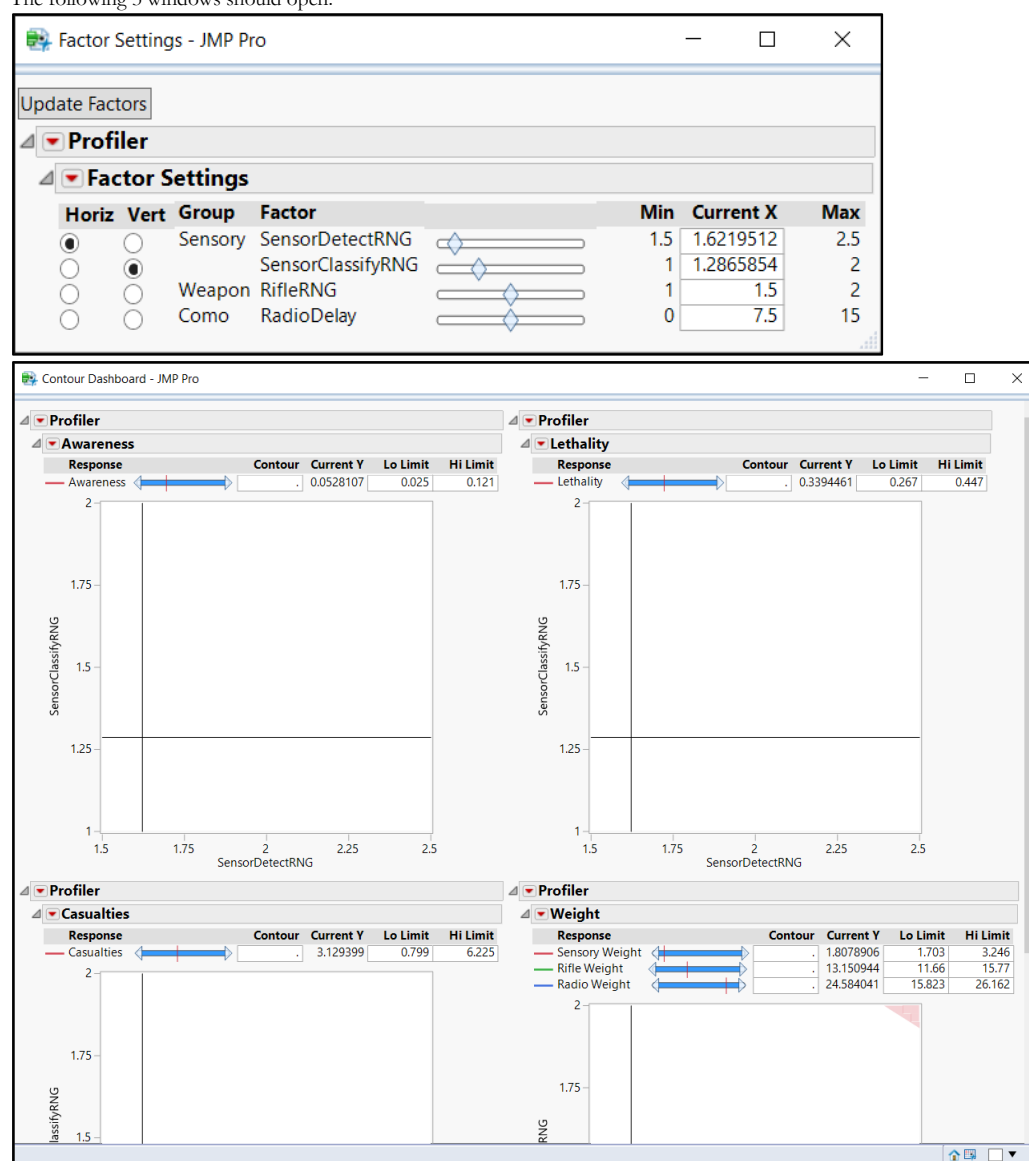 The following 3 windows should open:
Factor Settings - JMP Pro
Update Factors
Profiler
Factor Settings
Horiz Vert Group Factor Min Current X Max
Sensory SensorDetectRNG 1.5 1.6219512 2.5
SensorClassifyRNG 1 1.2865854 2
Weapon RifleRNG 1 1.5 2
Como RadioDelay 0 7.5 15
Contour Dashboard - JMP Pro
Profiler
Awareness
Response Contour Current Y Lo Limit Hi Limit
Awareness . 0.0528107 0.025 0.121
2
1.75
1.5
1.25
1
SensorClassifyRNG
1.5 1.75 2 2.25 2.5
SensorDetectRNG
Profiler
Lethality
Response Contour Current Y Lo Limit Hi Limit
Lethality . 0.3394461 0.267 0.447
2
1.75
1.5
1.25
1
SensorClassifyRNG
1.5 1.75 2 2.25 2.5
SensorDetectRNG
Profiler
Casualties
Response Contour Current Y Lo Limit Hi Limit
Casualties . 3.129399 0.799 6.225
2
1.75
1.5
lassifyRNG
Profiler
Weight
Response Contour Current Y Lo Limit Hi Limit
Sensory Weight . 1.8078906 1.703 3.246
Rifle Weight . 13.150944 11.66 15.77
Radio Weight . 24.584041 15.823 26.162
2
1.75
RNG